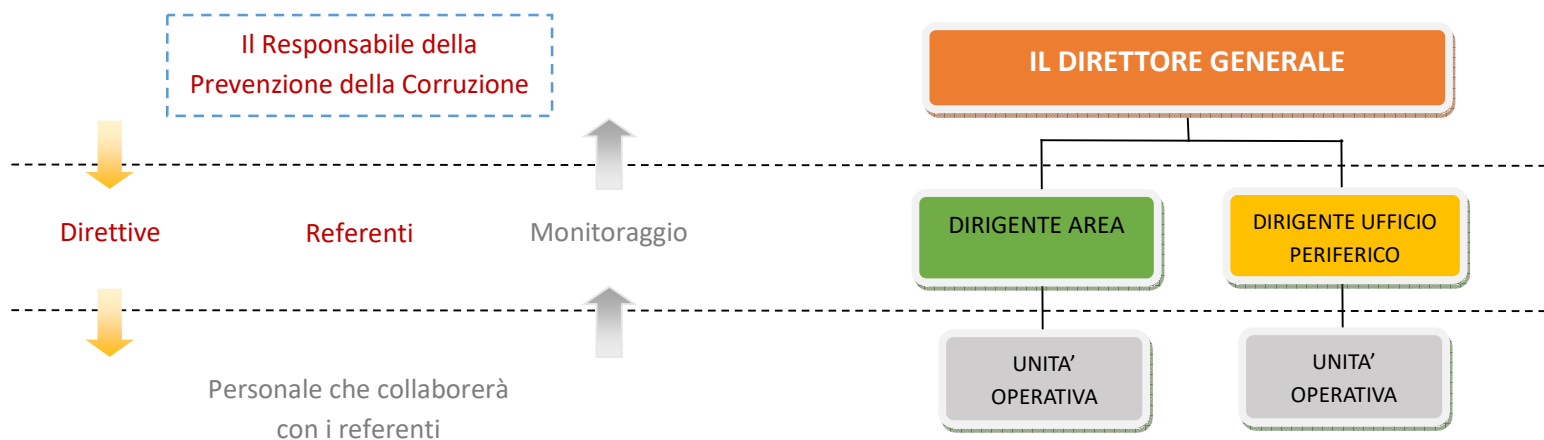 Il Responsabile della
Prevenzione della Corruzione
IL DIRETTORE GENERALE
Direttive
Referenti
Monitoraggio
DIRIGENTE AREA
DIRIGENTE UFFICIO
PERIFERICO
Personale che collaborerà
con i referenti
UNITA’
OPERATIVA
UNITA’
OPERATIVA